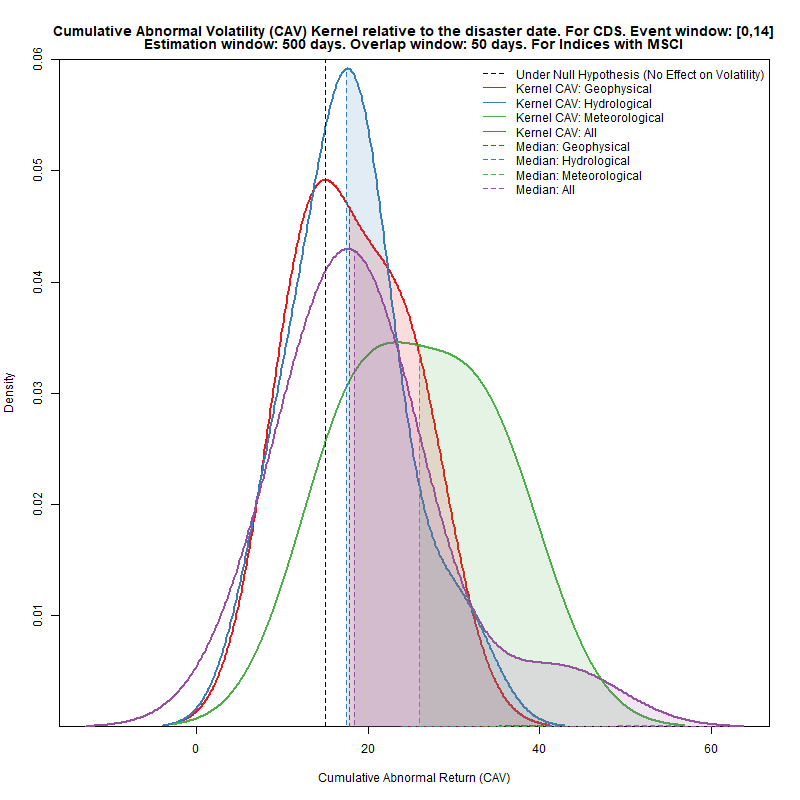 Cumulative Abnormal Volatility (CAV) Kernel relative to the disaster date. For CDS. Event window: [0,14]
Estimation window: 500 days. Overlap window: 50 days. For Indices with MSCI
Under Null Hypothesis (No Effect on Volatility)
Kernel CAV: Geophysical
Kernel CAV: Hydrological
Kernel CAV: Meteorological
Kernel CAV: All
Median: Geophysical
Median: Hydrological
Median: Meteorological
Median: All
Density
0.06
0.05
0.04
0.03
0.02
0.01
0
20
40
60
Cumulative Abnormal Return (CAV)